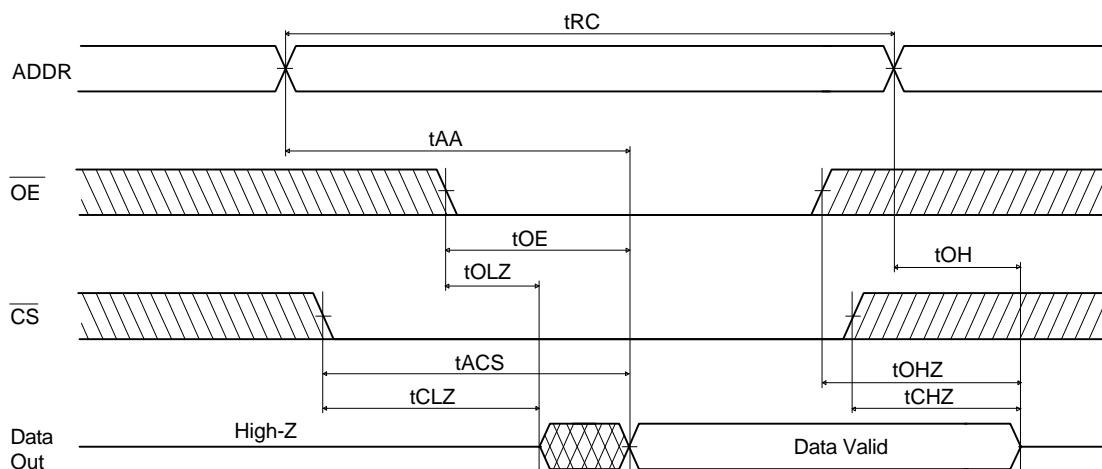 tRC
ADDR
tAA
OE
tOE
tOH
tOLZ
CS
tACS
tOHZ
tCLZ
tCHZ
High-Z
Data
Out
Data Valid